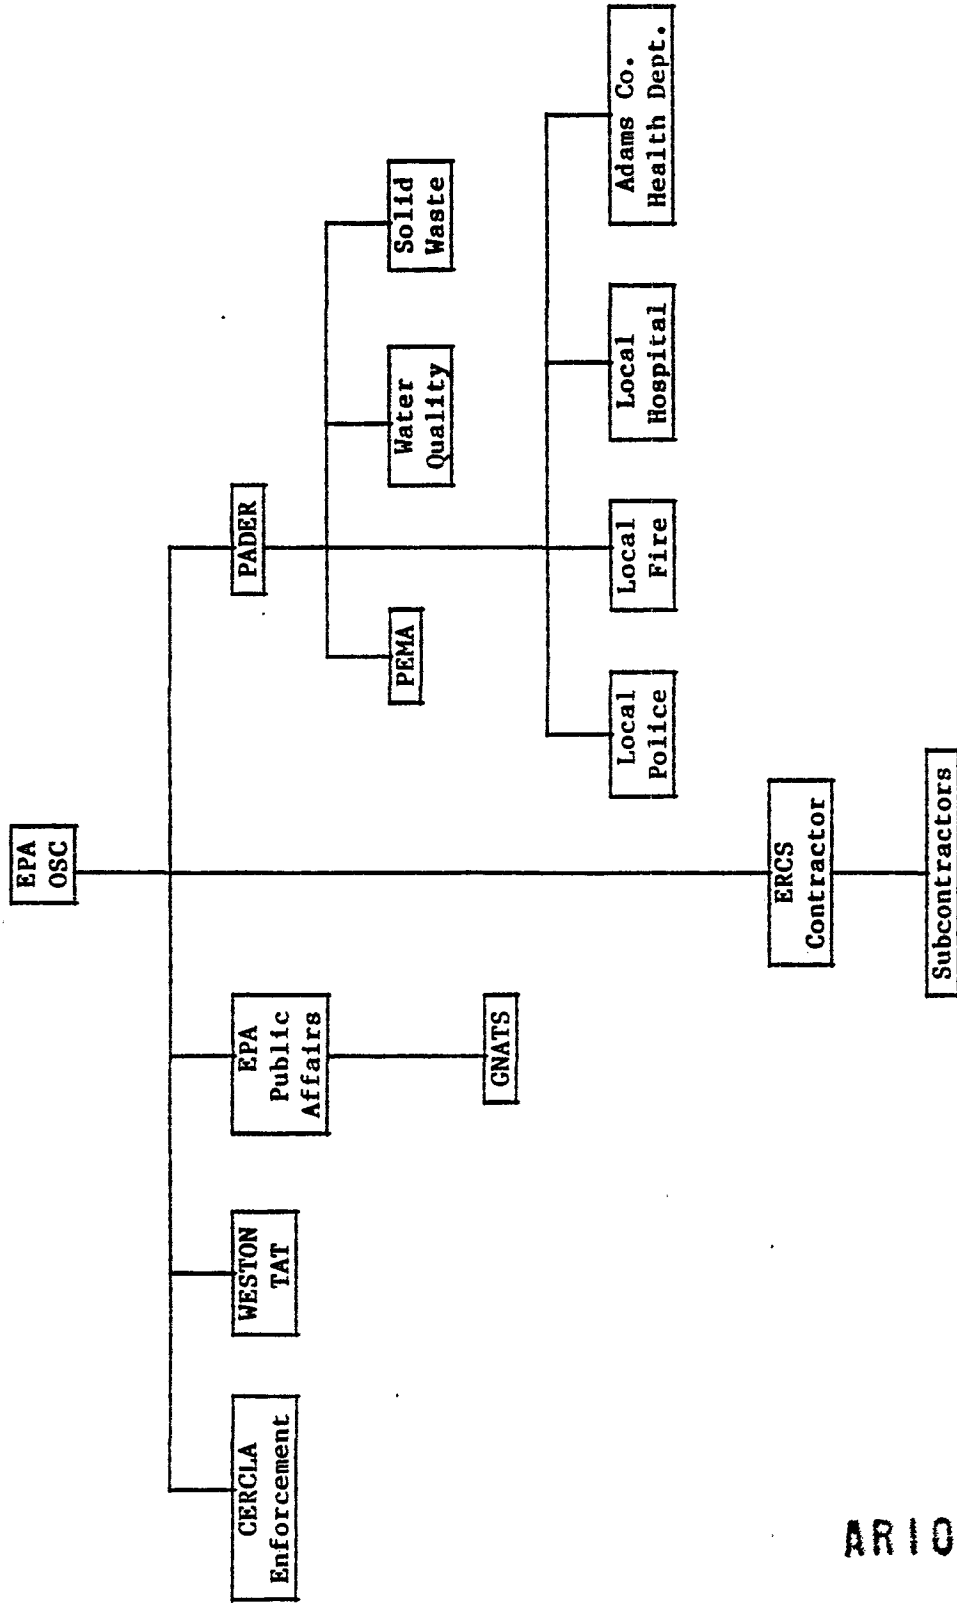 EPA
OSC
CERCLA
Enforcement
WESTON
TAT
EPA
Public
Affairs
PADER
GNATS
PEMA
Water
Quality
Solid
Waste
Local
Police
Local
Fire
Local
Hospital
Adams Co.
Health Dept.
ERCS
Contractor
Subcontractors
AR10